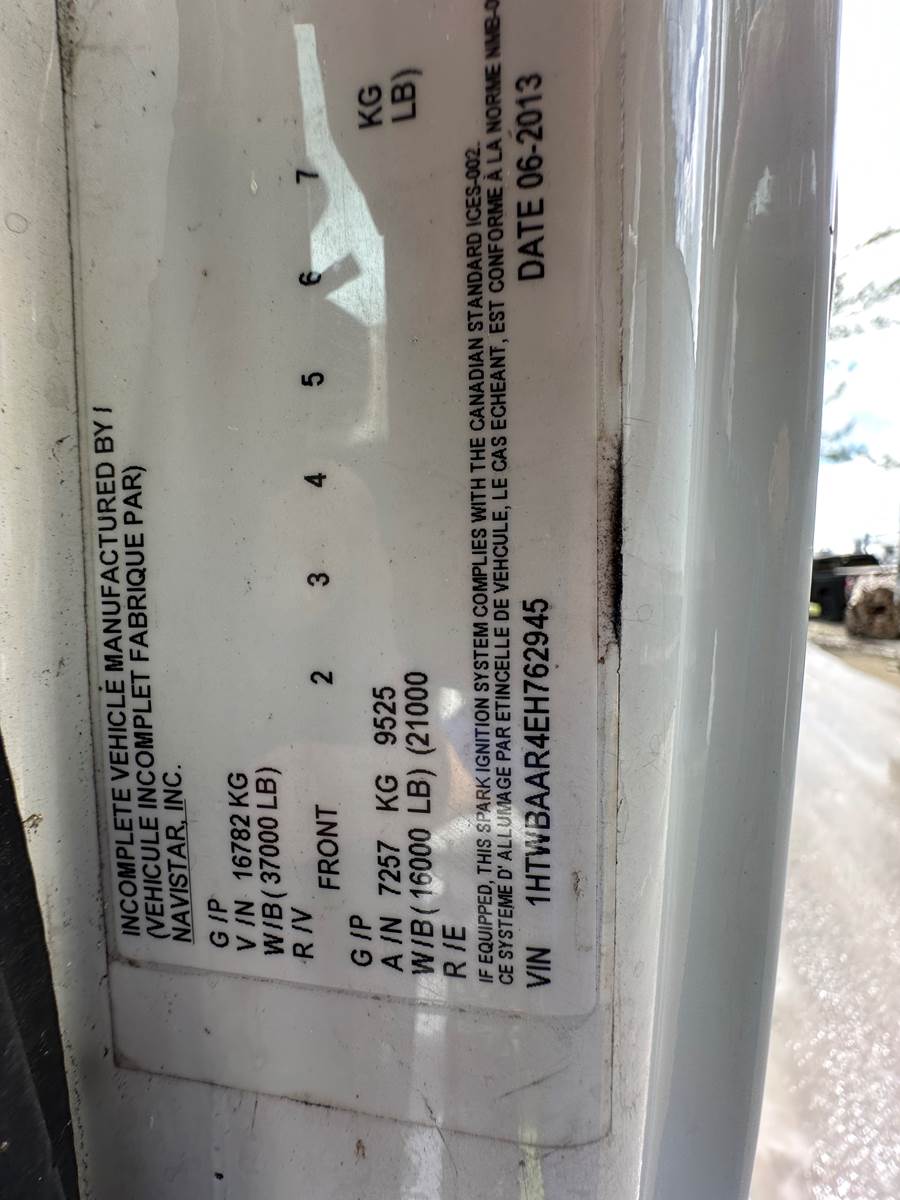 INCOMPLETE VEHICLE MANUFACTURED BY /
(VEHICULE INCOMPLET FABRIQUE PAR)
NAVISTAR, INC.
G /P
V /N 16782 KG
W/B ( 37000 LB)
R /V
FRONT 2 3 4 5 6 7
G /P
A /N 7257 KG 9525 KG
W/B ( 16000 LB) (21000 LB)
R /E
IF EQUIPPED, THIS SPARK IGNITION SYSTEM COMPLIES WITH THE CANADIAN STANDARD ICES-002.
CE SYSTEME D' ALLUMAGE PAR ETINCELLE DE VEHCULE, LE CAS ECHEANT, EST CONFORME À LA NORME NMB-0
VIN 1HTWBAAR4EH762945 DATE 06-2013